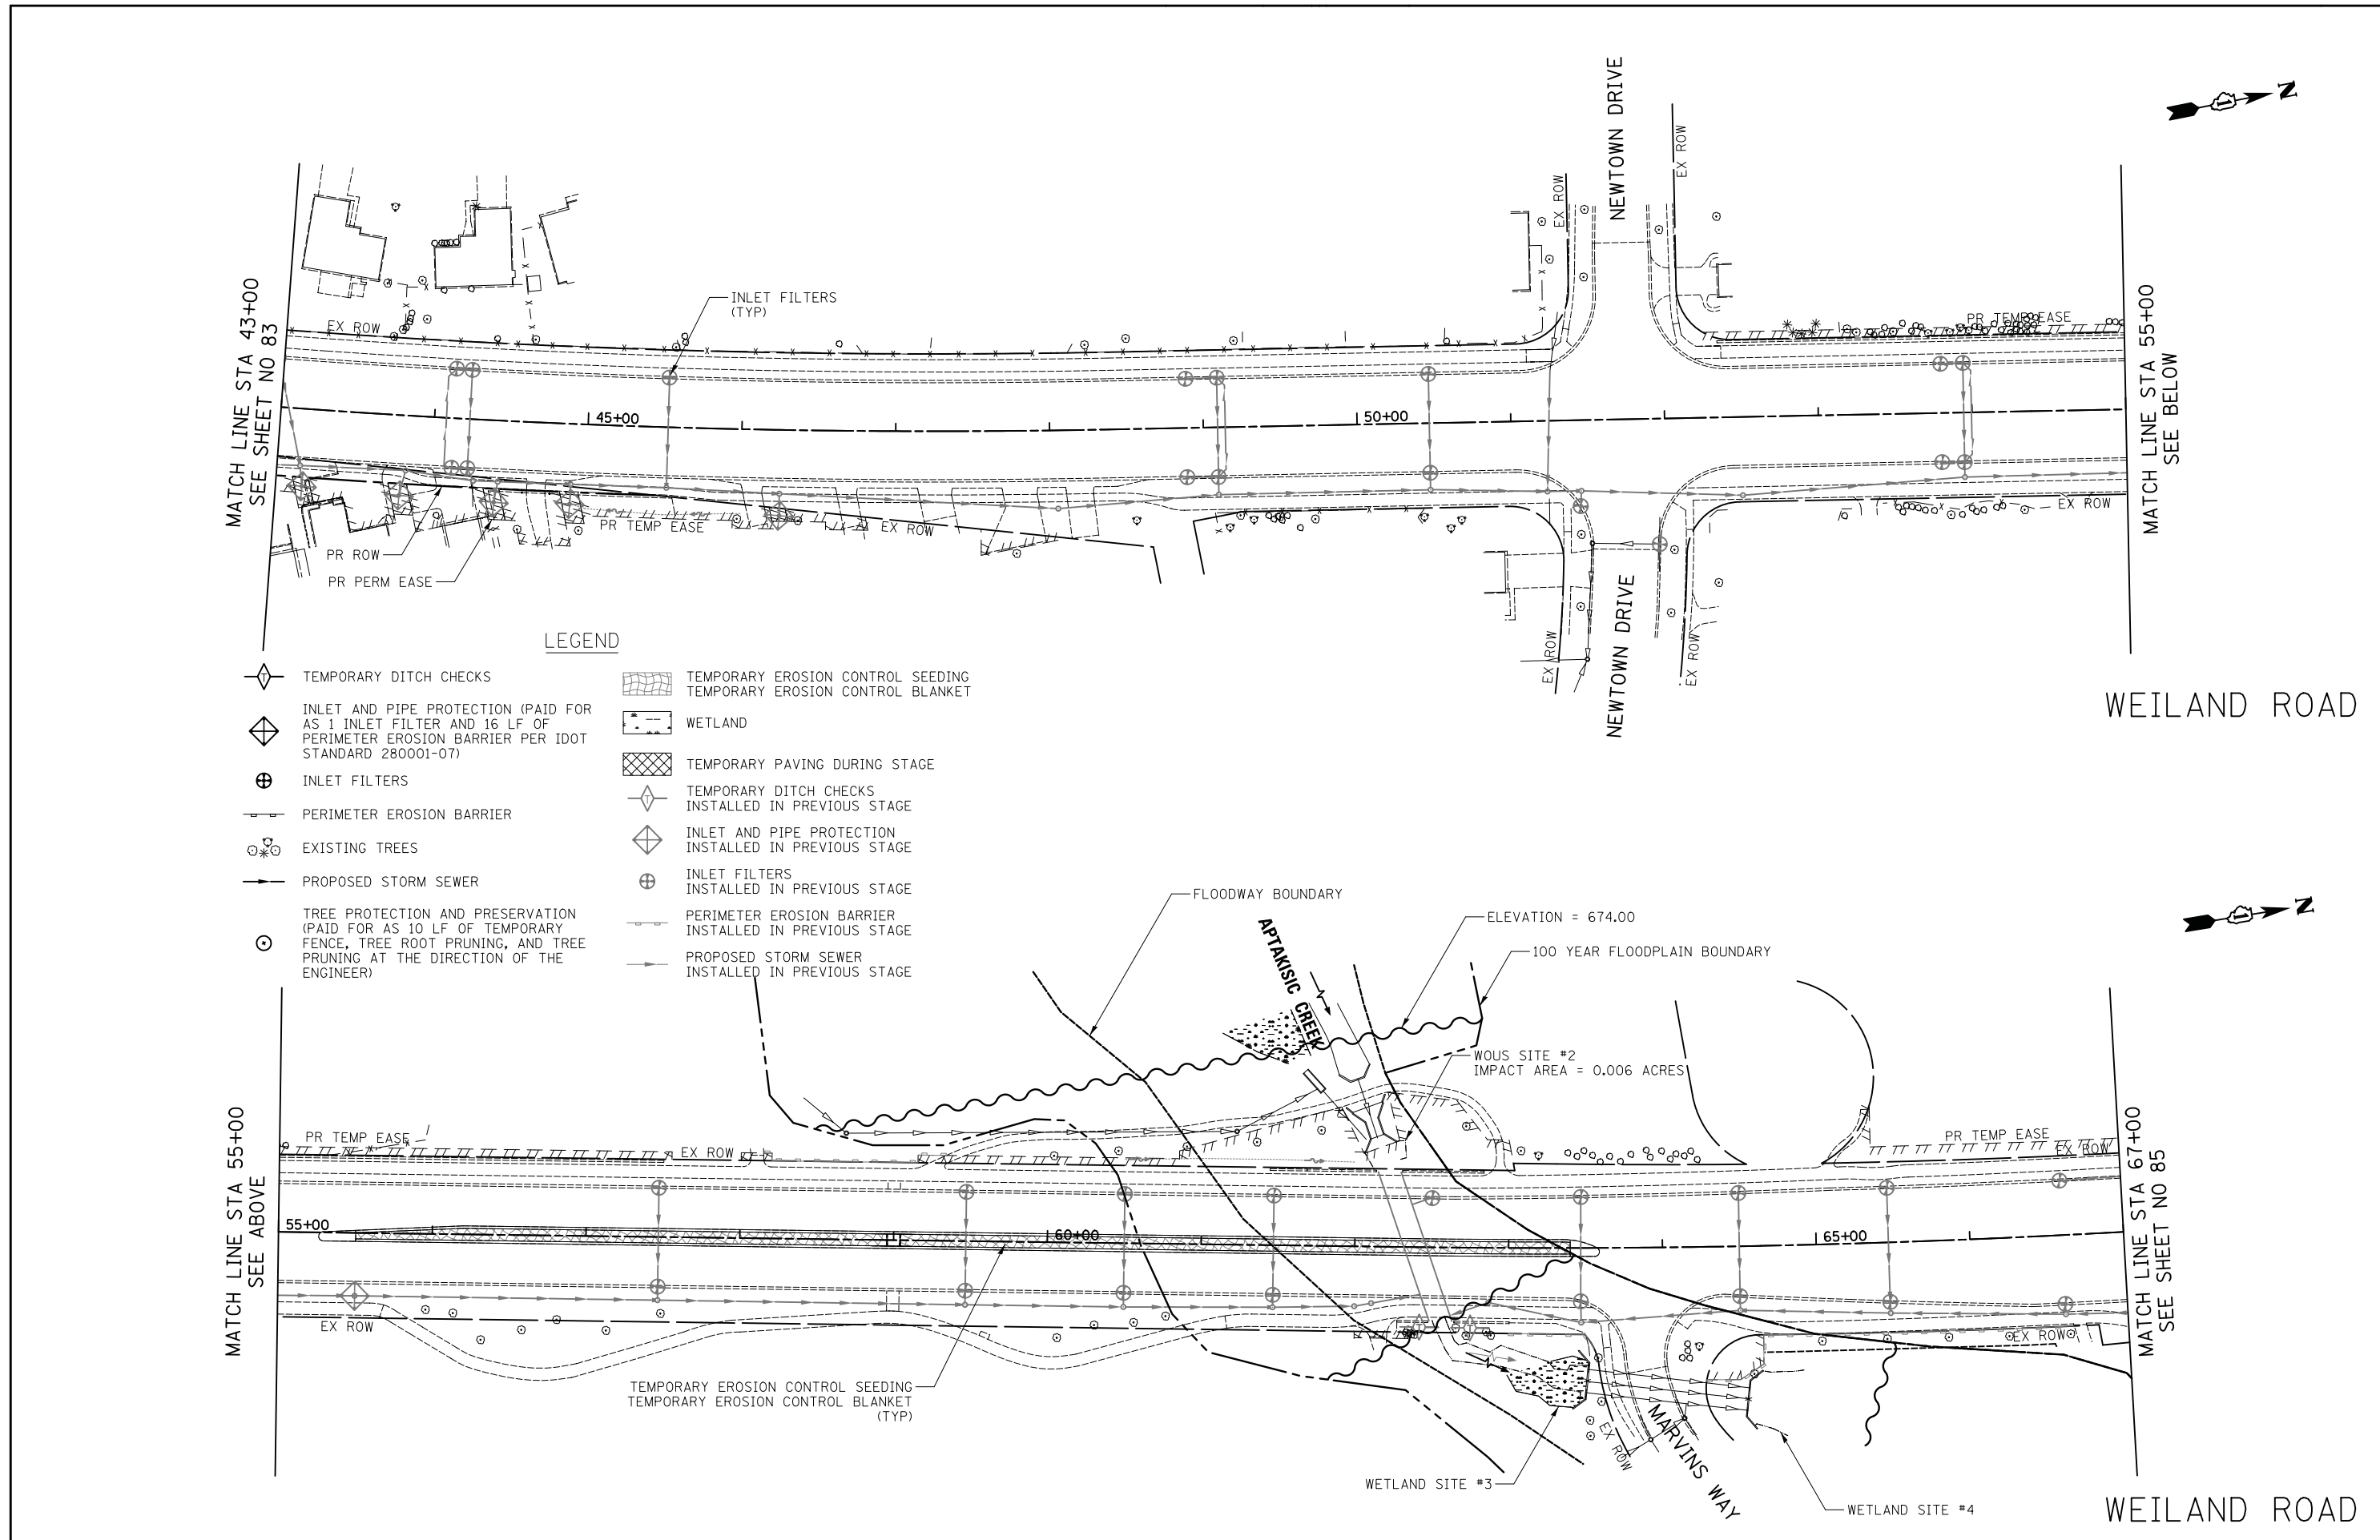 NEWTOWN DRIVE
EX ROW
EX ROW
N
1
MATCH LINE STA 43+00
SEE SHEET NO 83
EX ROW
INLET FILTERS
(TYP)
PR TEMP EASE
MATCH LINE STA 55+00
SEE BELOW
45+00
50+00
PR TEMP EASE
EX ROW
EX ROW
PR ROW
PR PERM EASE
NEWTOWN DRIVE
EX ROW
EX ROW
WEILAND ROAD
LEGEND
T
TEMPORARY DITCH CHECKS
INLET AND PIPE PROTECTION (PAID FOR
AS 1 INLET FILTER AND 16 LF OF
PERIMETER EROSION BARRIER PER IDOT
STANDARD 280001-07)
INLET FILTERS
PERIMETER EROSION BARRIER
EXISTING TREES
PROPOSED STORM SEWER
TREE PROTECTION AND PRESERVATION
(PAID FOR AS 10 LF OF TEMPORARY
FENCE, TREE ROOT PRUNING, AND TREE
PRUNING AT THE DIRECTION OF THE
ENGINEER)
TEMPORARY EROSION CONTROL SEEDING
TEMPORARY EROSION CONTROL BLANKET
WETLAND
TEMPORARY PAVING DURING STAGE
T
TEMPORARY DITCH CHECKS
INSTALLED IN PREVIOUS STAGE
INLET AND PIPE PROTECTION
INSTALLED IN PREVIOUS STAGE
INLET FILTERS
INSTALLED IN PREVIOUS STAGE
PERIMETER EROSION BARRIER
INSTALLED IN PREVIOUS STAGE
PROPOSED STORM SEWER
INSTALLED IN PREVIOUS STAGE
FLOODWAY BOUNDARY
APTAKISIC CREEK
ELEVATION = 674.00
100 YEAR FLOODPLAIN BOUNDARY
N
1
WOUS SITE #2
IMPACT AREA = 0.006 ACRES
MATCH LINE STA 55+00
SEE ABOVE
PR TEMP EASE
EX ROW
PR TEMP EASE
EX ROW
MATCH LINE STA 67+00
SEE SHEET NO 85
55+00
60+00
65+00
EX ROW
EX ROW
TEMPORARY EROSION CONTROL SEEDING
TEMPORARY EROSION CONTROL BLANKET
(TYP)
EX ROW
MARVINS WAY
WETLAND SITE #3
WETLAND SITE #4
WEILAND ROAD